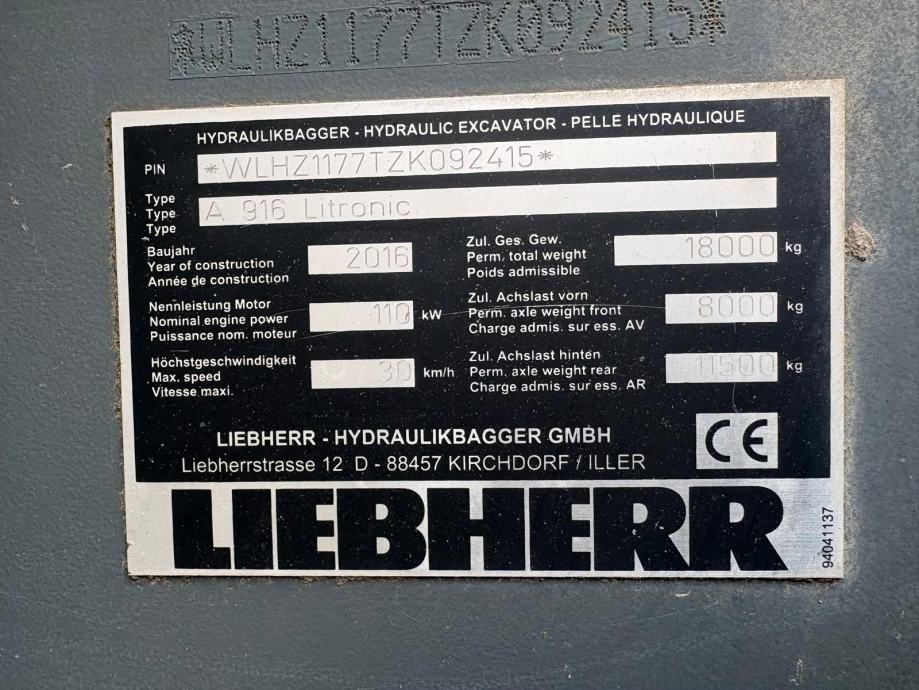 *WLHZ1177TZK092415*
HYDRAULIKBAGGER - HYDRAULIC EXCAVATOR - PELLE HYDRAULIQUE
PIN *WLHZ1177TZK092415*
Type
Type A 916 Litronic
Type
Baujahr
Year of construction 2016
Année de construction
Zul. Ges. Gew.
Perm. total weight 18000 kg
Poids admissible
Nennleistung Motor
Nominal engine power 110 kW
Puissance nom. moteur
Zul. Achslast vorn
Perm. axle weight front 8000 kg
Charge admis. sur ess. AV
Höchstgeschwindigkeit
Max. speed 30 km/h
Vitesse maxi.
Zul. Achslast hinten
Perm. axle weight rear 11500 kg
Charge admis. sur ess. AR
LIEBHERR - HYDRAULIKBAGGER GMBH
Liebherrstrasse 12 D - 88457 KIRCHDORF / ILLER
CE
LIEBHERR
94041137